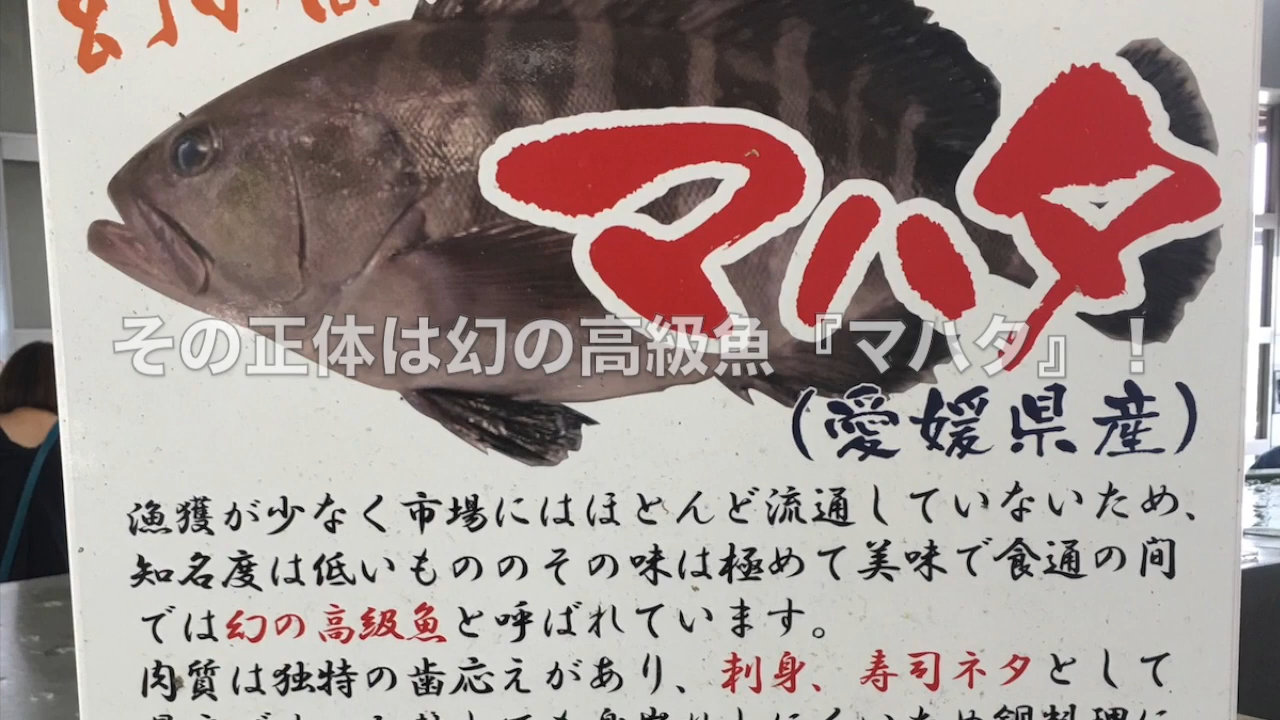 マハタ
その正体は幻の高級魚『マハタ』！
(愛媛県産)
漁獲が少なく市場にはほとんど流通していないため、
知名度は低いもののその味は極めて美味で食通の間
では幻の高級魚と呼ばれています。
肉質は独特の歯応えがあり、刺身、寿司ネタとして